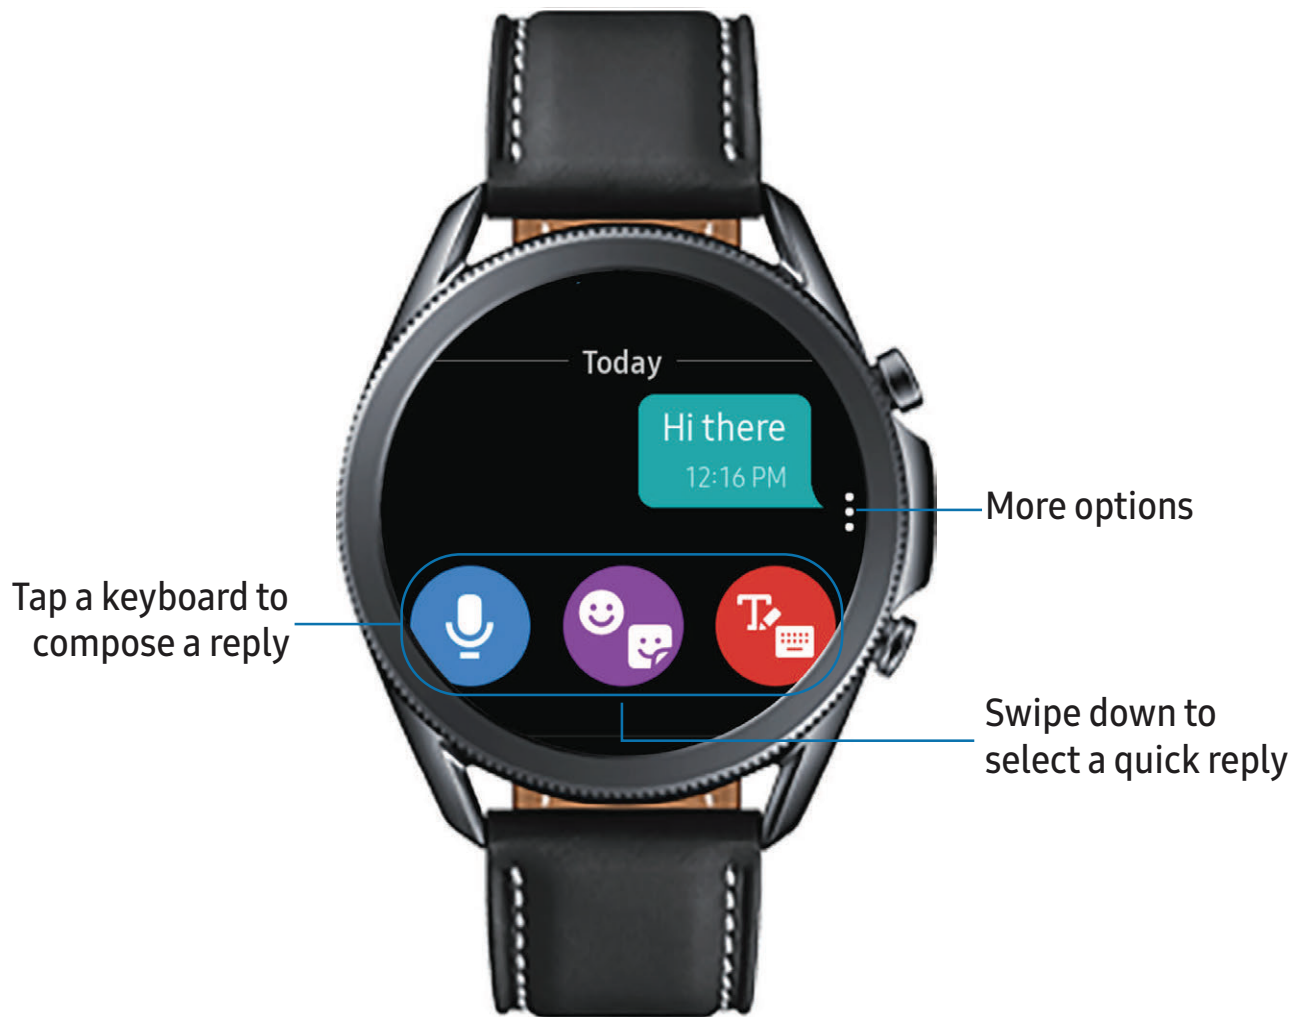 Today
Hi there
12:16 PM
More options
Tap a keyboard to
compose a reply
Swipe down to
select a quick reply